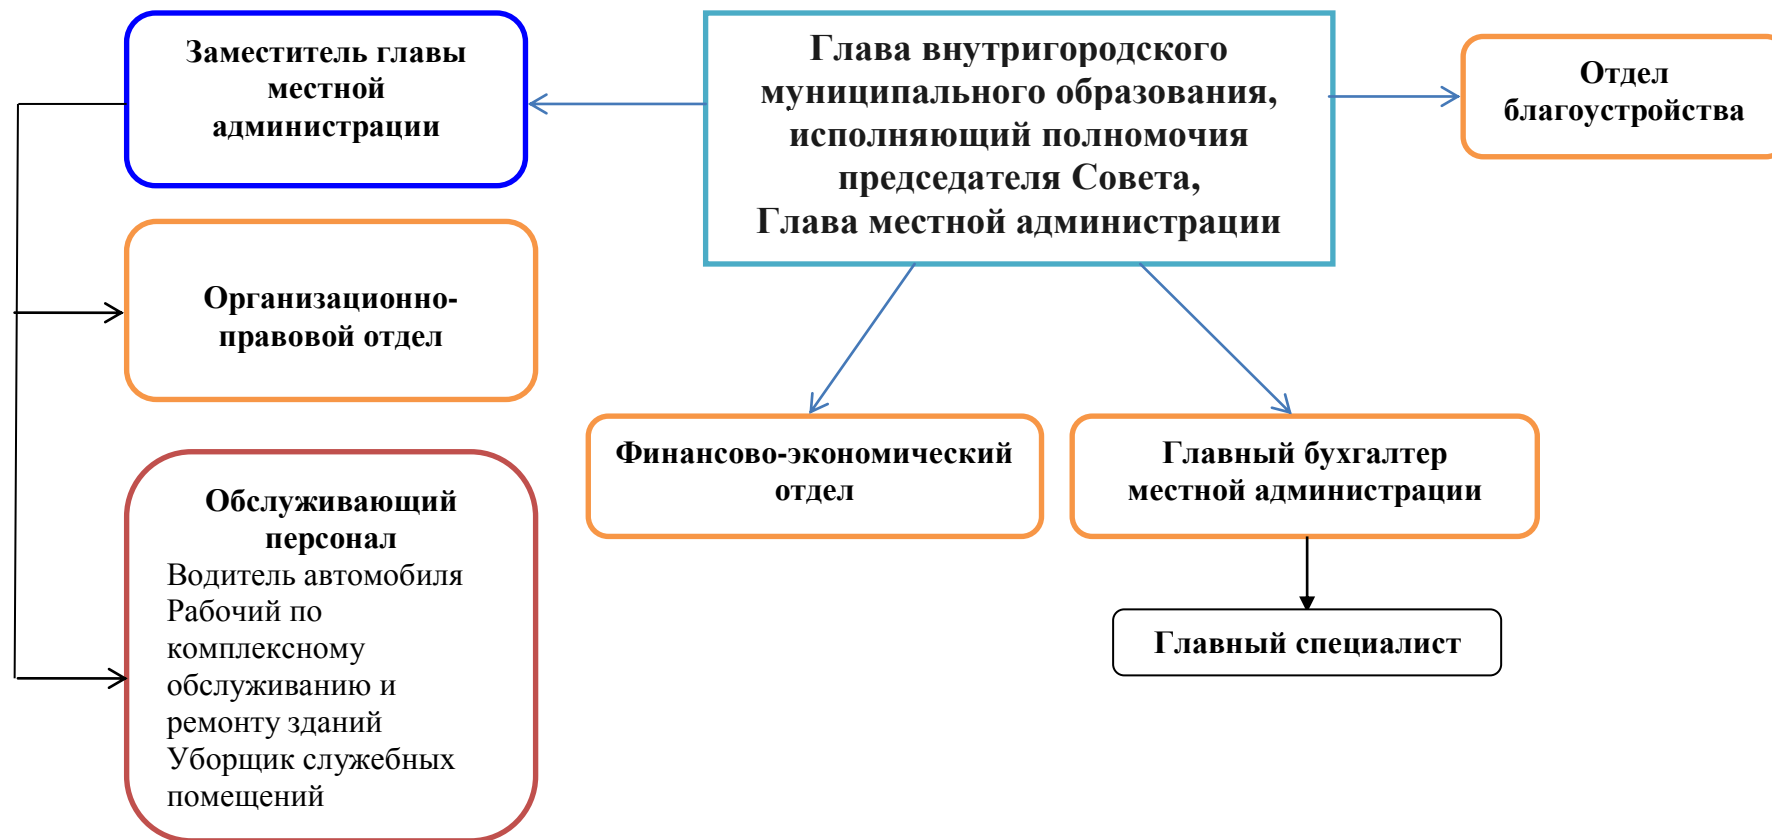 Заместитель главы
местной
администрации
Глава внутригородского
муниципального образования,
исполняющий полномочия
председателя Совета,
Глава местной администрации
Отдел
благоустройства
Организационно-
правовой отдел
Финансово-экономический
отдел
Главный бухгалтер
местной администрации
Обслуживающий
персонал
Водитель автомобиля
Рабочий по
комплексному
обслуживанию и
ремонту зданий
Уборщик служебных
помещений
Главный специалист